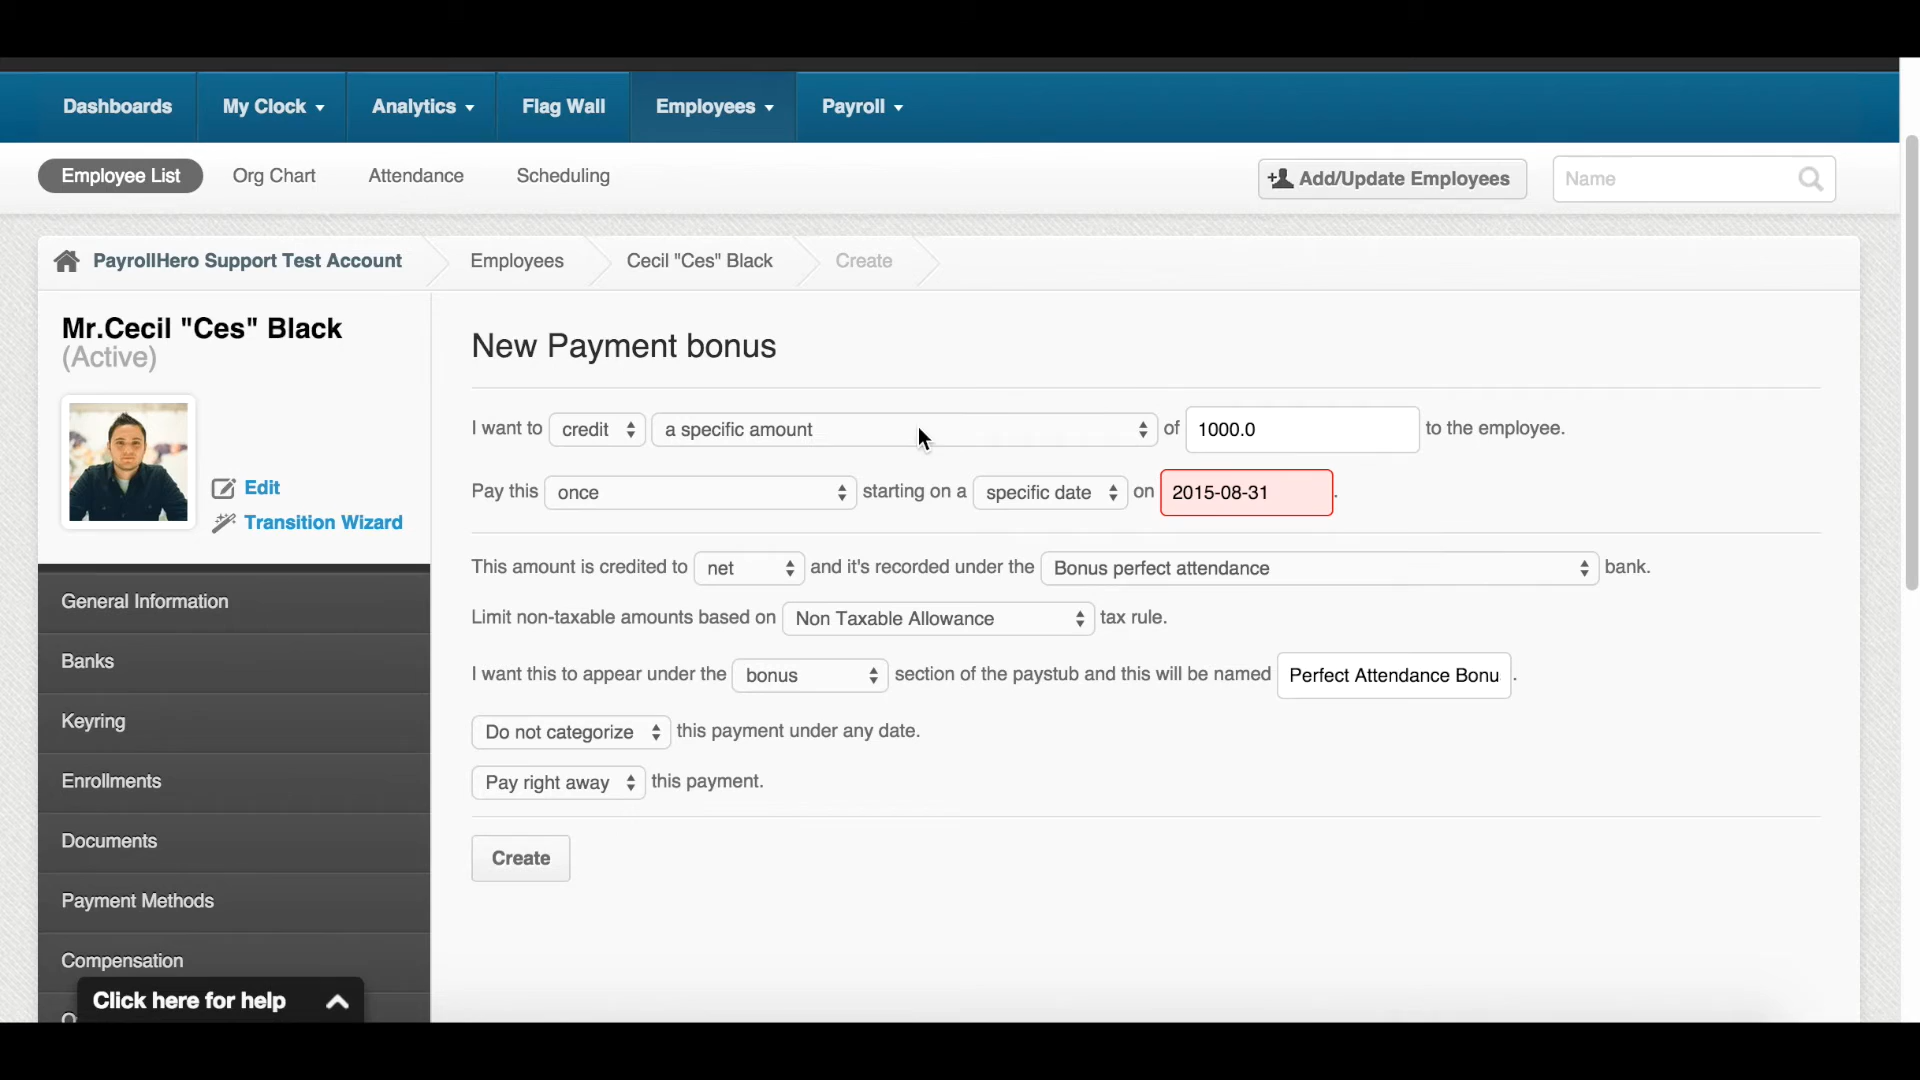 Dashboards My Clock Analytics Flag Wall Employees Payroll
Employee List Org Chart Attendance Scheduling Add/Update Employees Name
PayrollHero Support Test Account Employees Cecil "Ces" Black Create
Mr.Cecil "Ces" Black
(Active)
Edit
Transition Wizard
General Information
Banks
Keyring
Enrollments
Documents
Payment Methods
Compensation
Click here for help
New Payment bonus
I want to credit a specific amount of 1000.0 to the employee.
Pay this once starting on a specific date on 2015-08-31 .
This amount is credited to net and it's recorded under the Bonus perfect attendance bank.
Limit non-taxable amounts based on Non Taxable Allowance tax rule.
I want this to appear under the bonus section of the paystub and this will be named Perfect Attendance Bonu .
Do not categorize this payment under any date.
Pay right away this payment.
Create